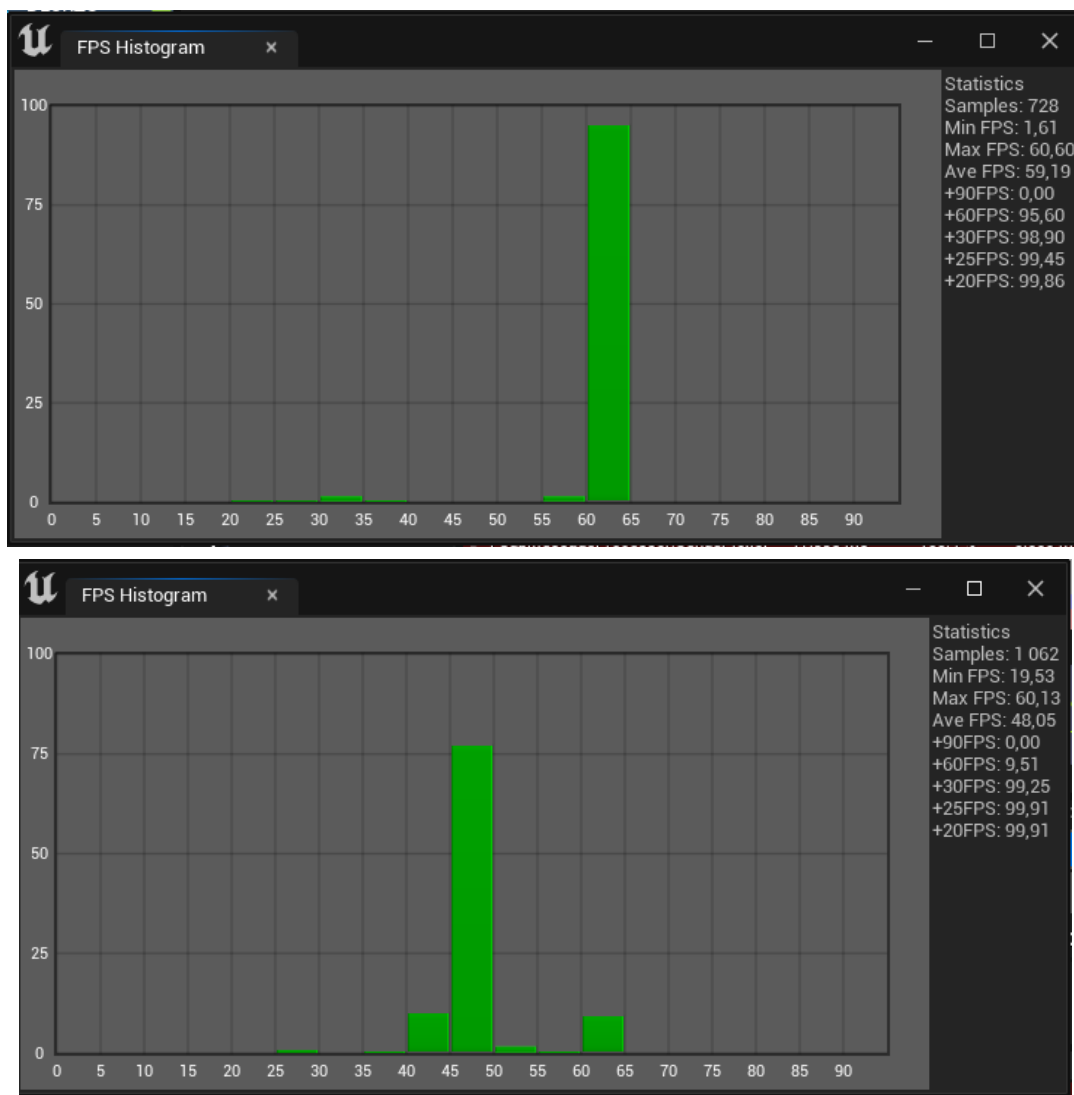 FPS Histogram
Statistics
Samples: 728
Min FPS: 1,61
Max FPS: 60,60
Ave FPS: 59,19
+90FPS: 0,00
+60FPS: 95,60
+30FPS: 98,90
+25FPS: 99,45
+20FPS: 99,86
100
75
50
25
0
0 5 10 15 20 25 30 35 40 45 50 55 60 65 70 75 80 85 90
FPS Histogram
Statistics
Samples: 1 062
Min FPS: 19,53
Max FPS: 60,13
Ave FPS: 48,05
+90FPS: 0,00
+60FPS: 9,51
+30FPS: 99,25
+25FPS: 99,91
+20FPS: 99,91
100
75
50
25
0
0 5 10 15 20 25 30 35 40 45 50 55 60 65 70 75 80 85 90